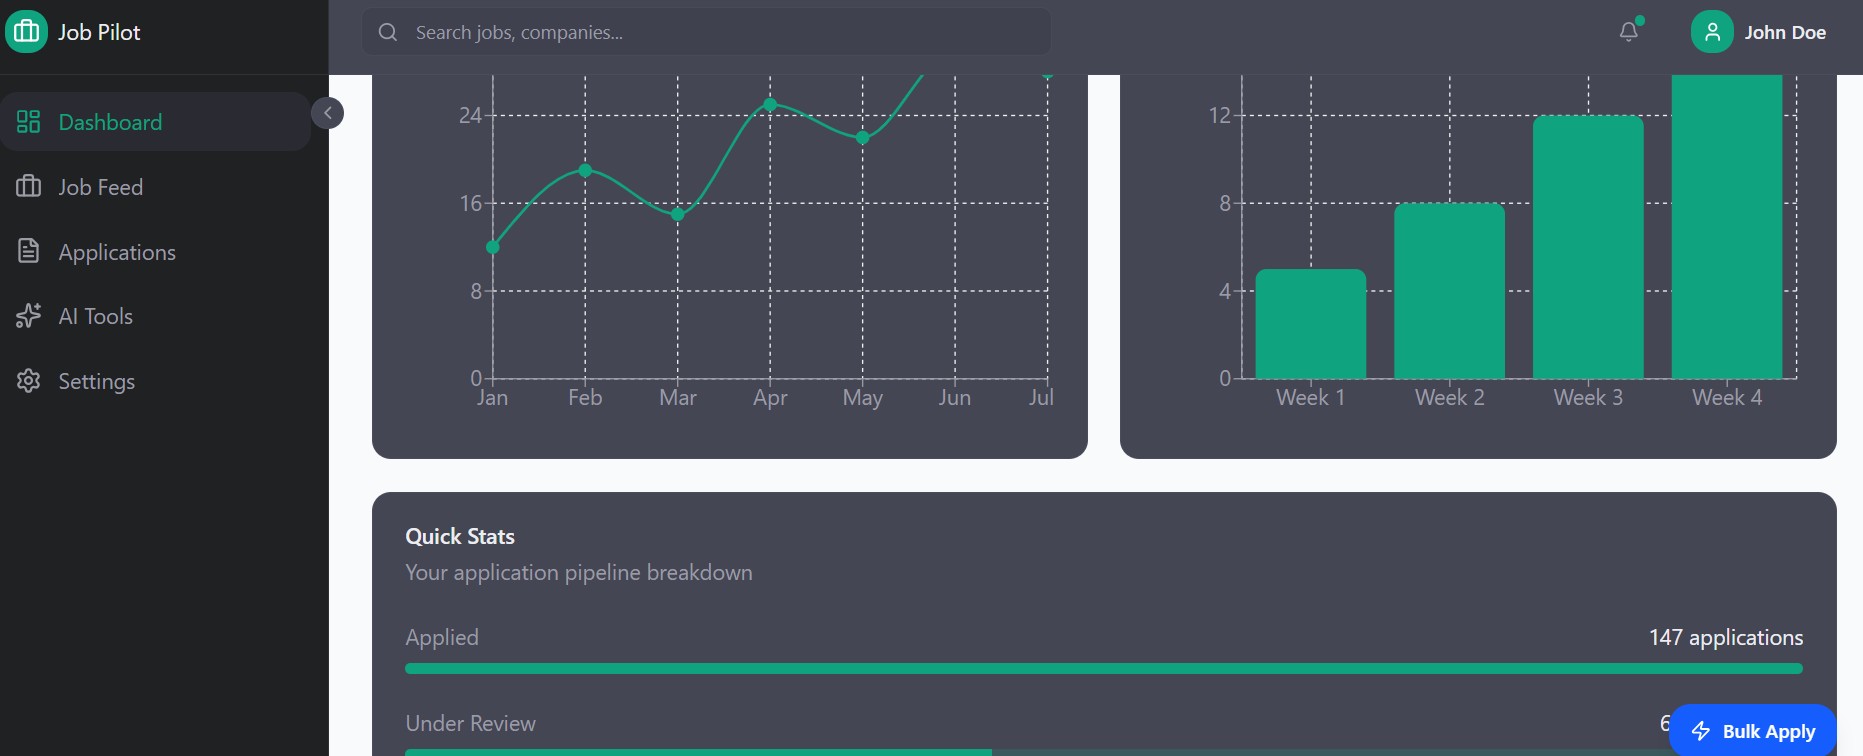 Job Pilot
Search jobs, companies...
John Doe
Dashboard
Job Feed
Applications
AI Tools
Settings
24
16
8
0
Jan Feb Mar Apr May Jun Jul
12
8
4
0
Week 1 Week 2 Week 3 Week 4
Quick Stats
Your application pipeline breakdown
Applied 147 applications
Under Review
Bulk Apply